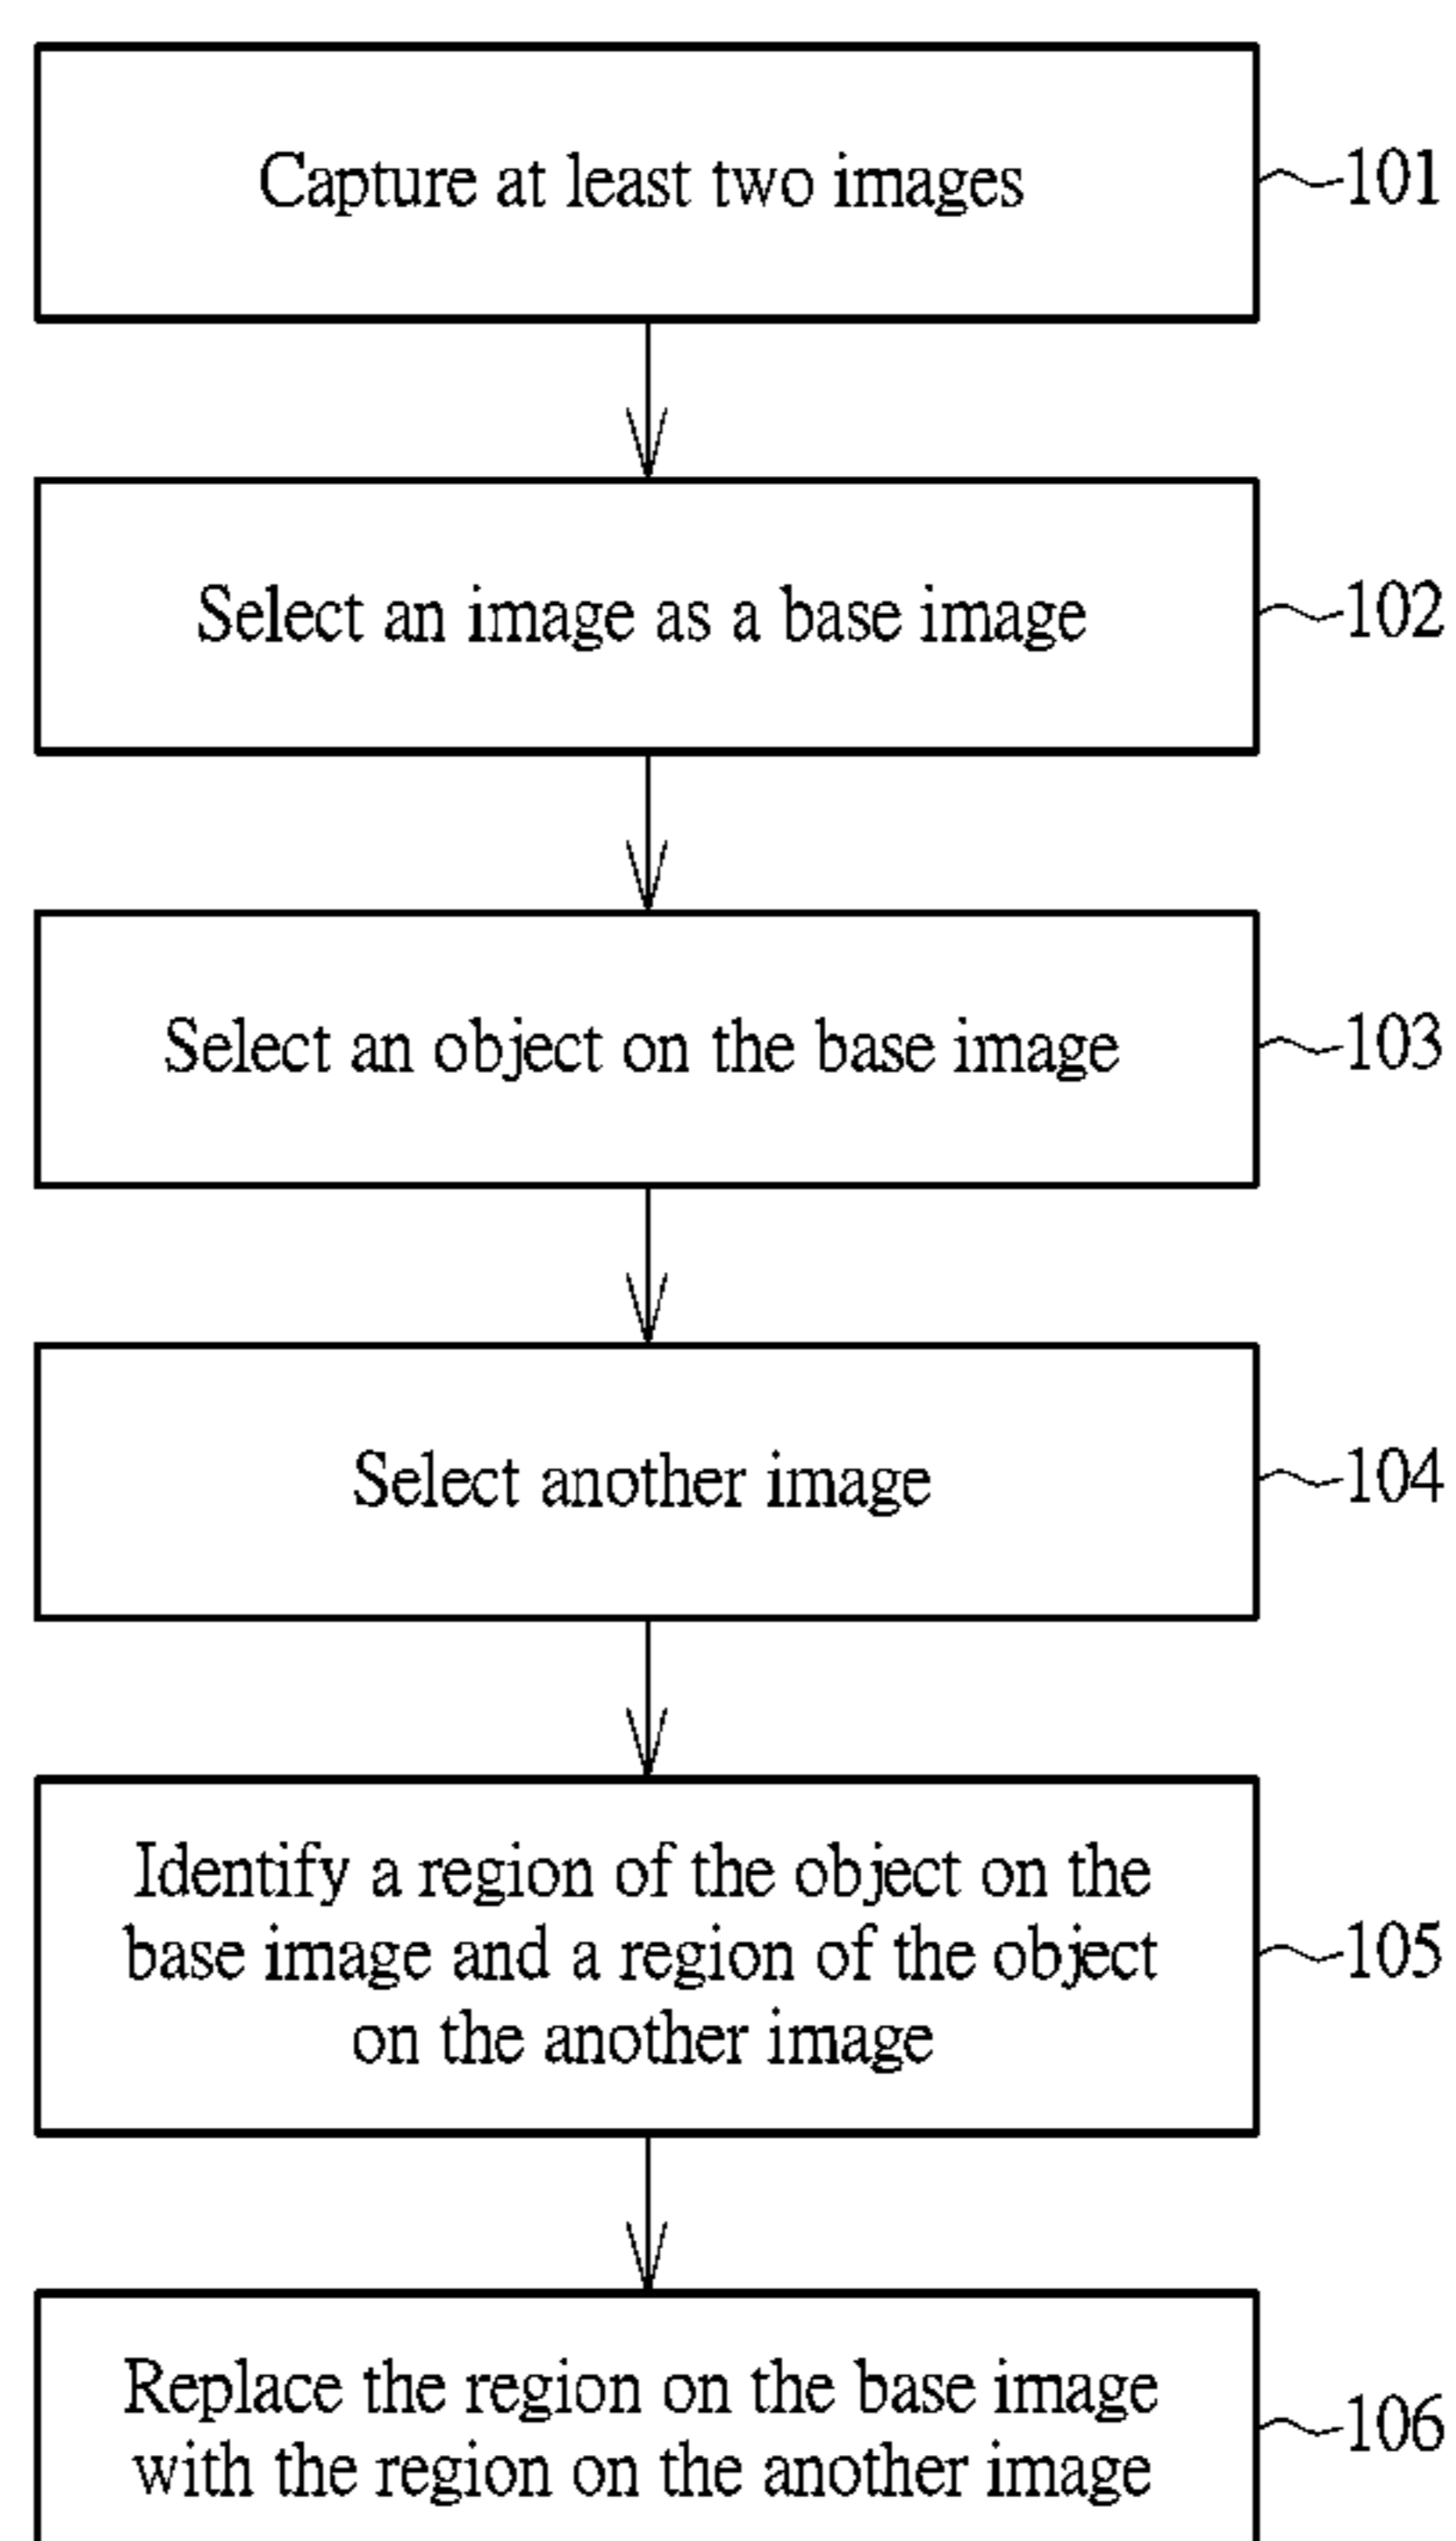 Capture at least two images
101
Select an image as a base image
102
Select an object on the base image
103
Select another image
104
Identify a region of the object on the
base image and a region of the object
on the another image
105
Replace the region on the base image
with the region on the another image
106